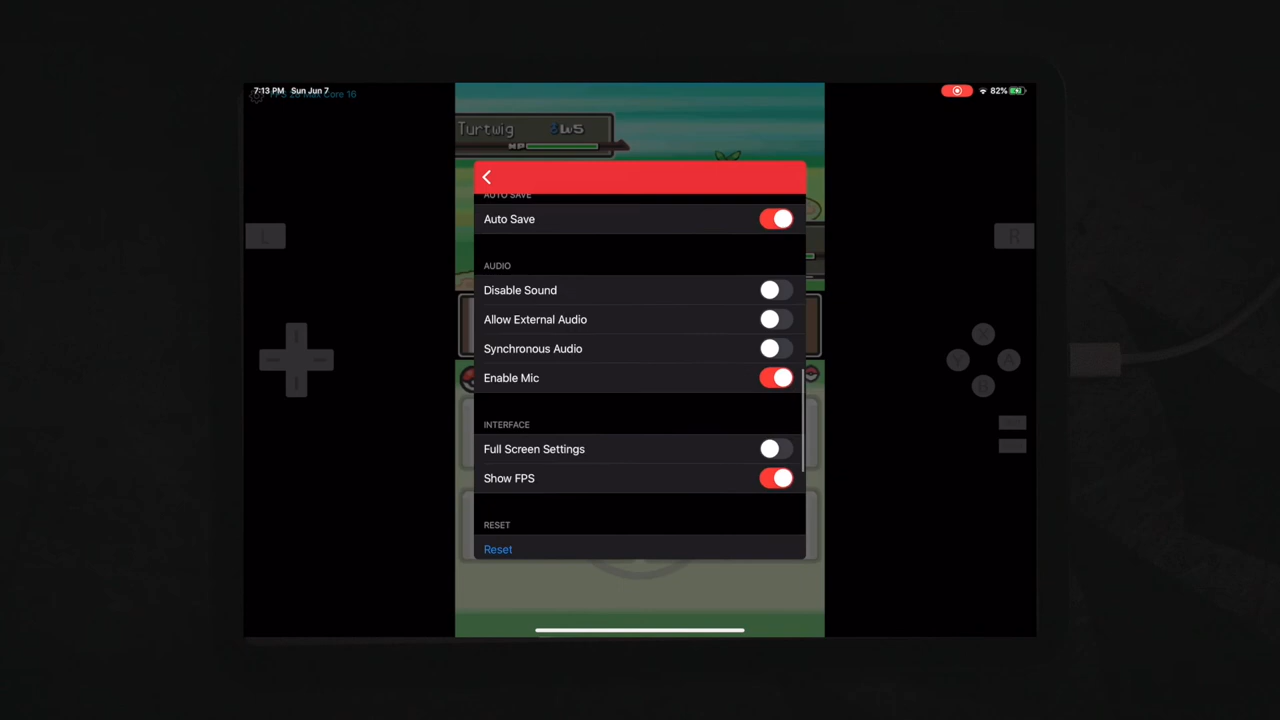 7:13 PM Sun Jun 7
82%
Turtwig ♂Lv5
HP
L
R
AUTO SAVE
Auto Save
AUDIO
Disable Sound
Allow External Audio
Synchronous Audio
Enable Mic
INTERFACE
Full Screen Settings
Show FPS
RESET
Reset
X
Y
A
B